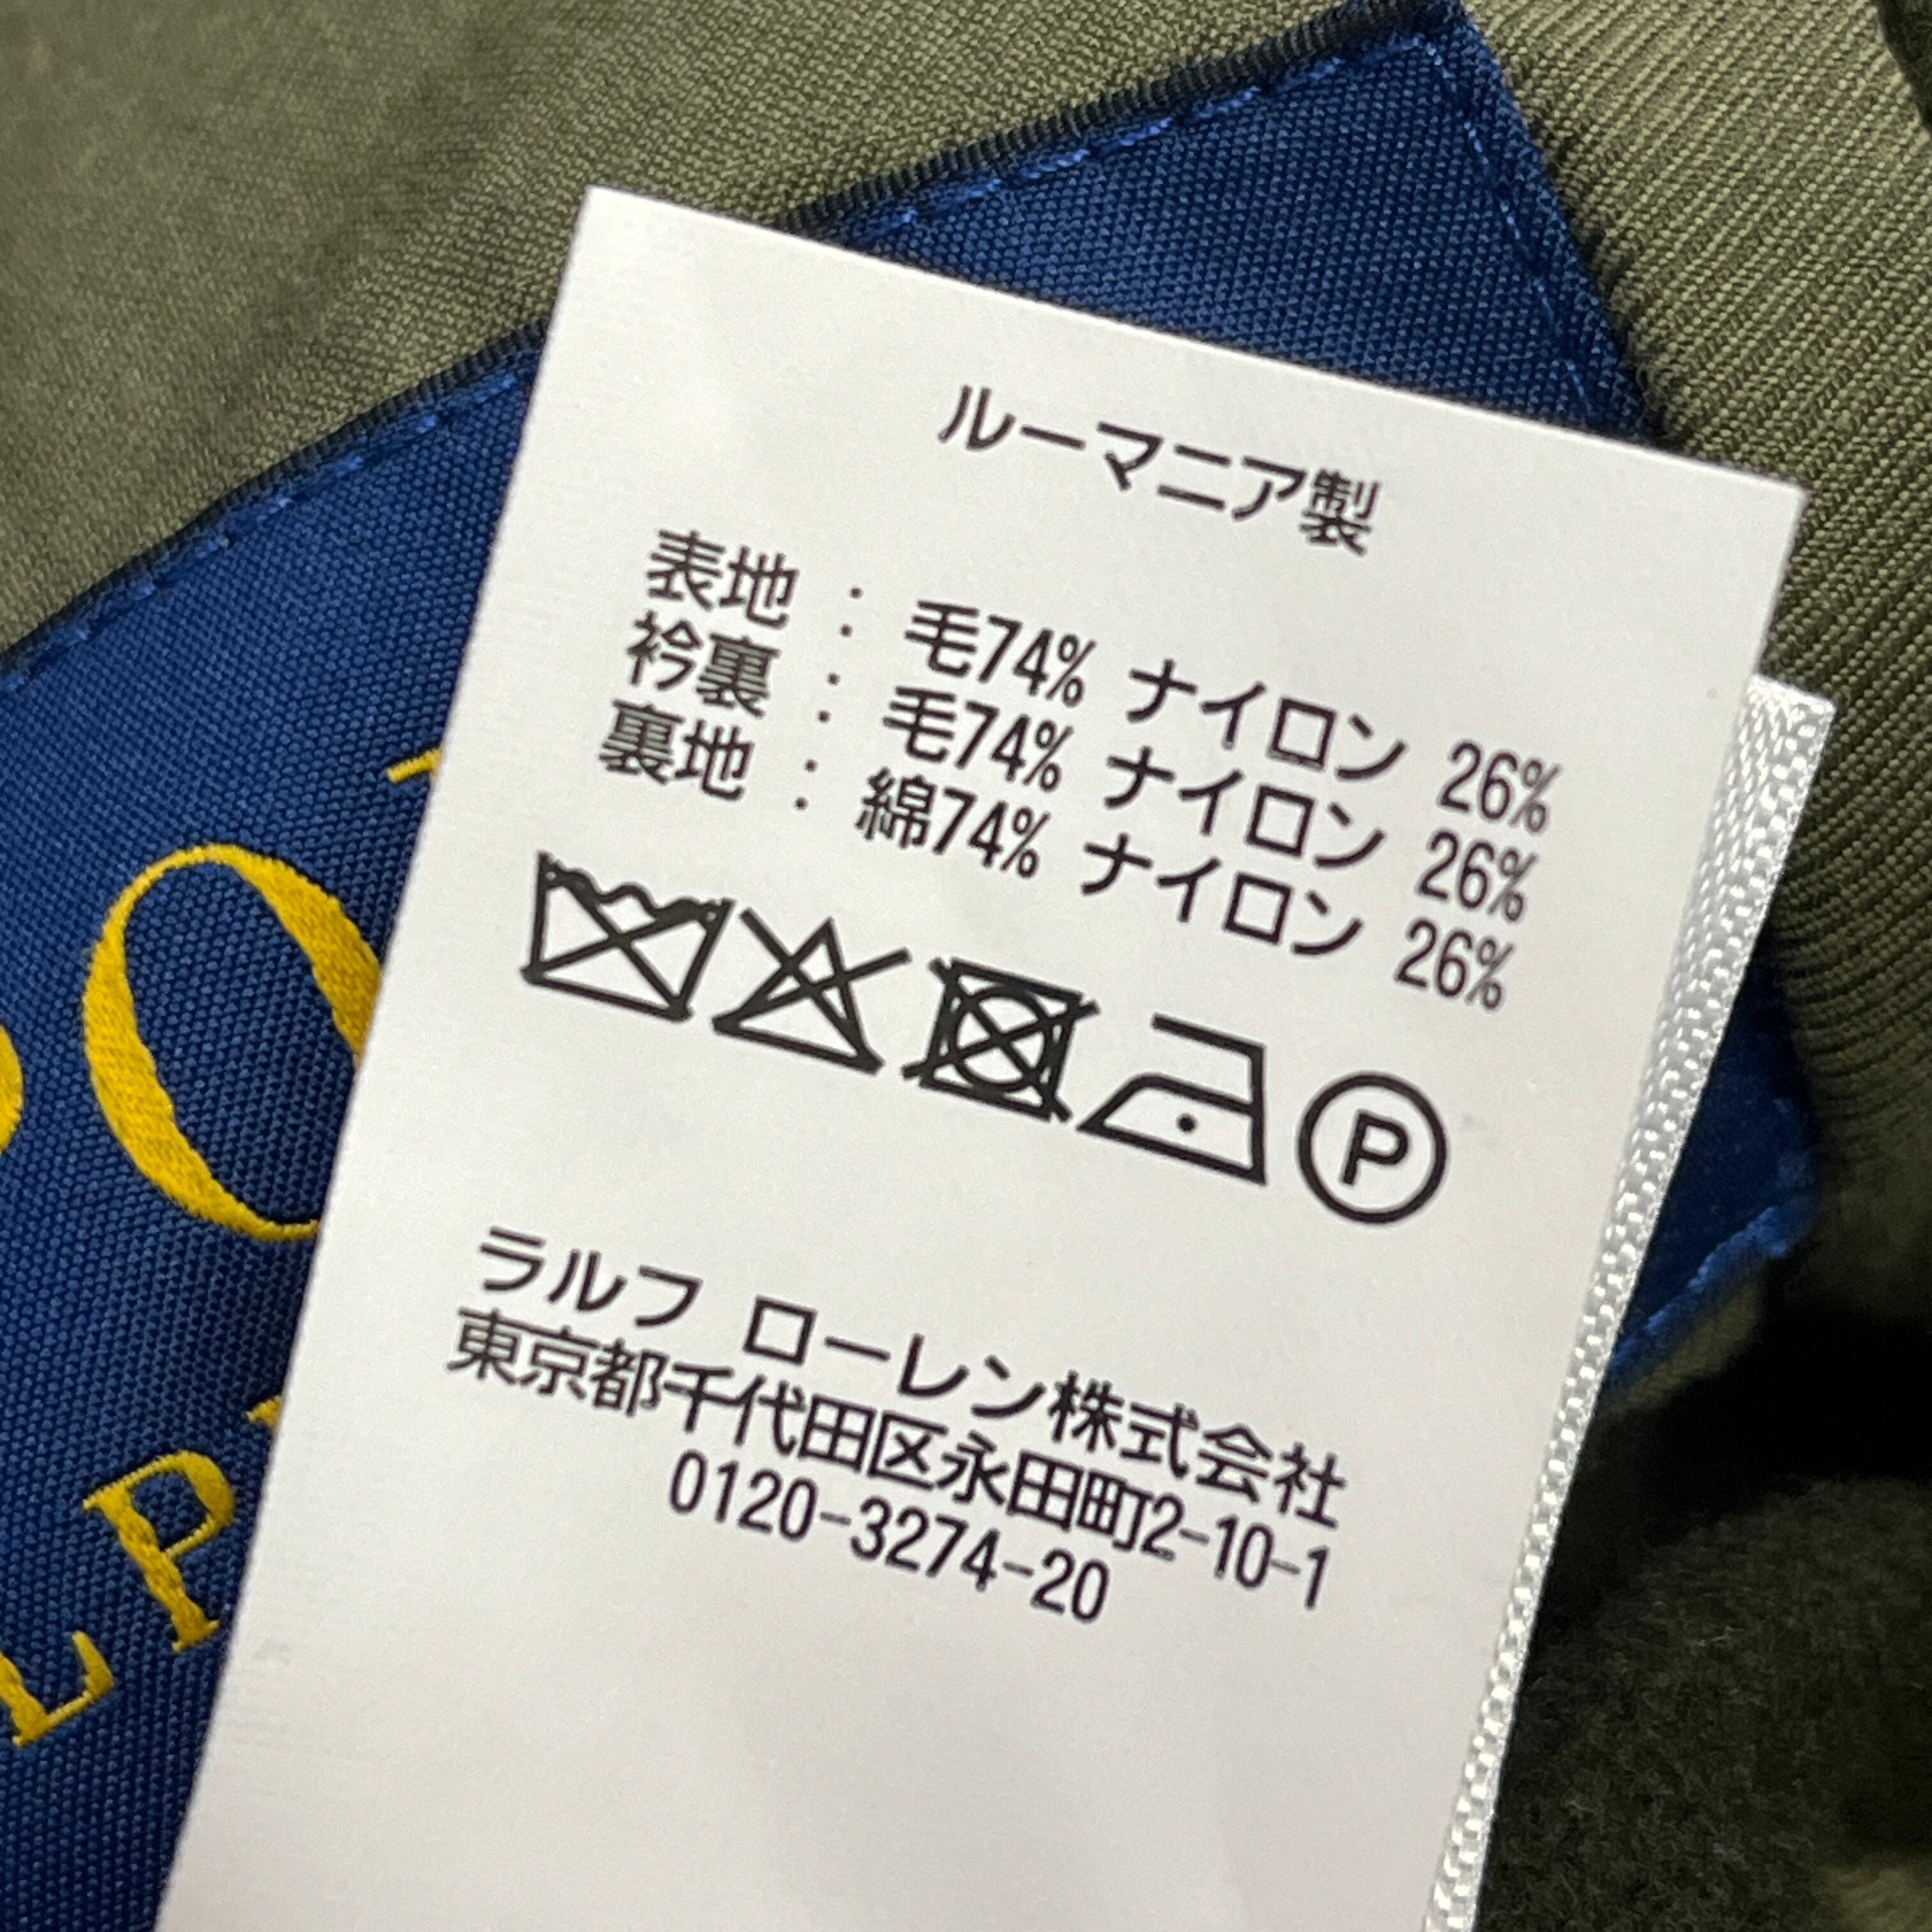 ルーマニア製
表地 : 毛74% ナイロン 26%
衿裏 : 毛74% ナイロン 26%
裏地 : 綿74% ナイロン 26%
P
ラルフ ローレン株式会社
東京都千代田区永田町2-10-1
0120-3274-20